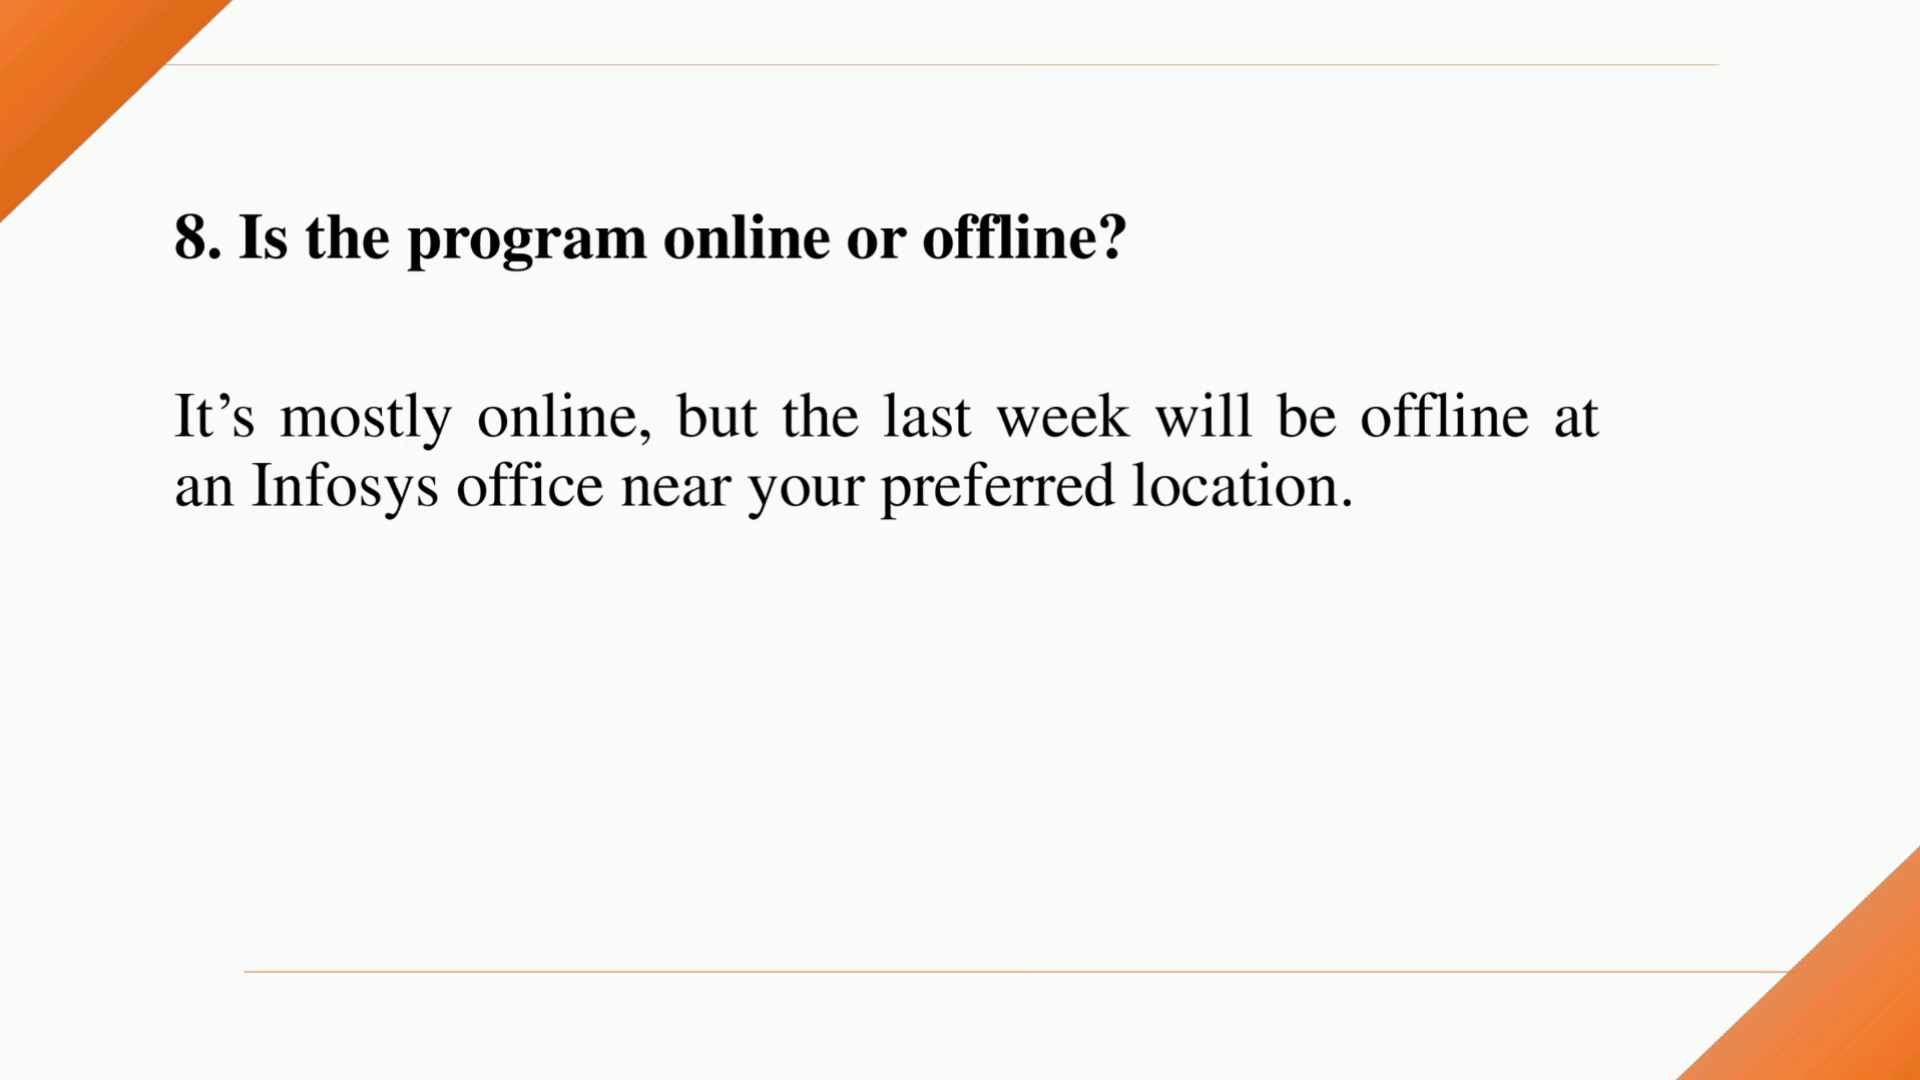 8. Is the program online or offline?
It’s mostly online, but the last week will be offline at
an Infosys office near your preferred location.